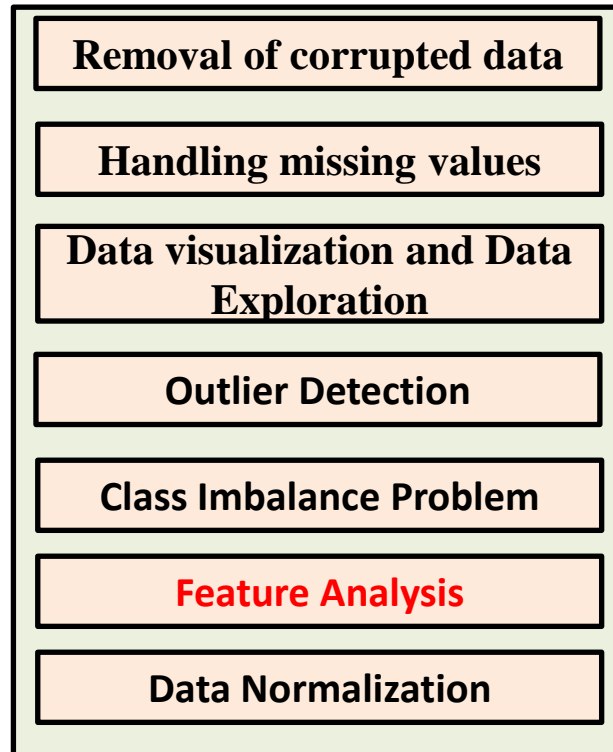 Removal of corrupted data
Handling missing values
Data visualization and Data
Exploration
Outlier Detection
Class Imbalance Problem
Feature Analysis
Data Normalization